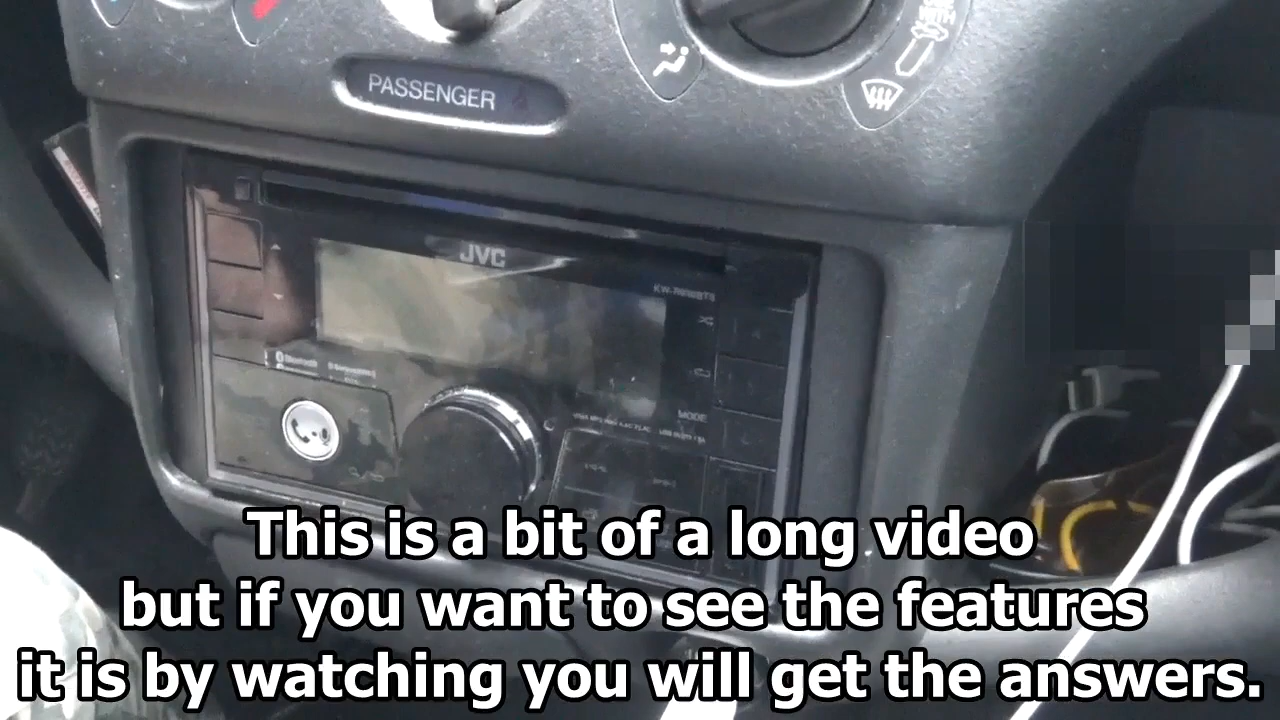 PASSENGER
JVC
Bluetooth
MODE
This is a bit of a long video
but if you want to see the features
it is by watching you will get the answers.